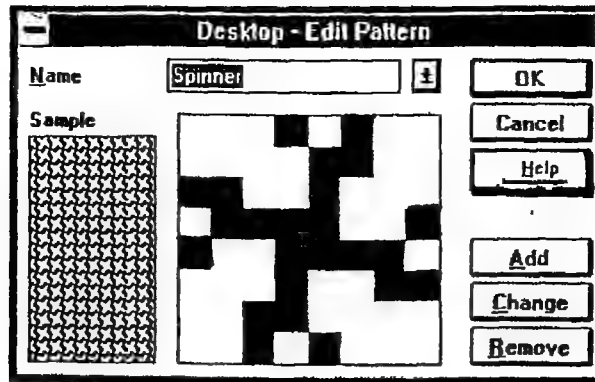 Desktop - Edit Pattern
Name
Spinner
OK
Sample
Cancel
Help
Add
Change
Remove